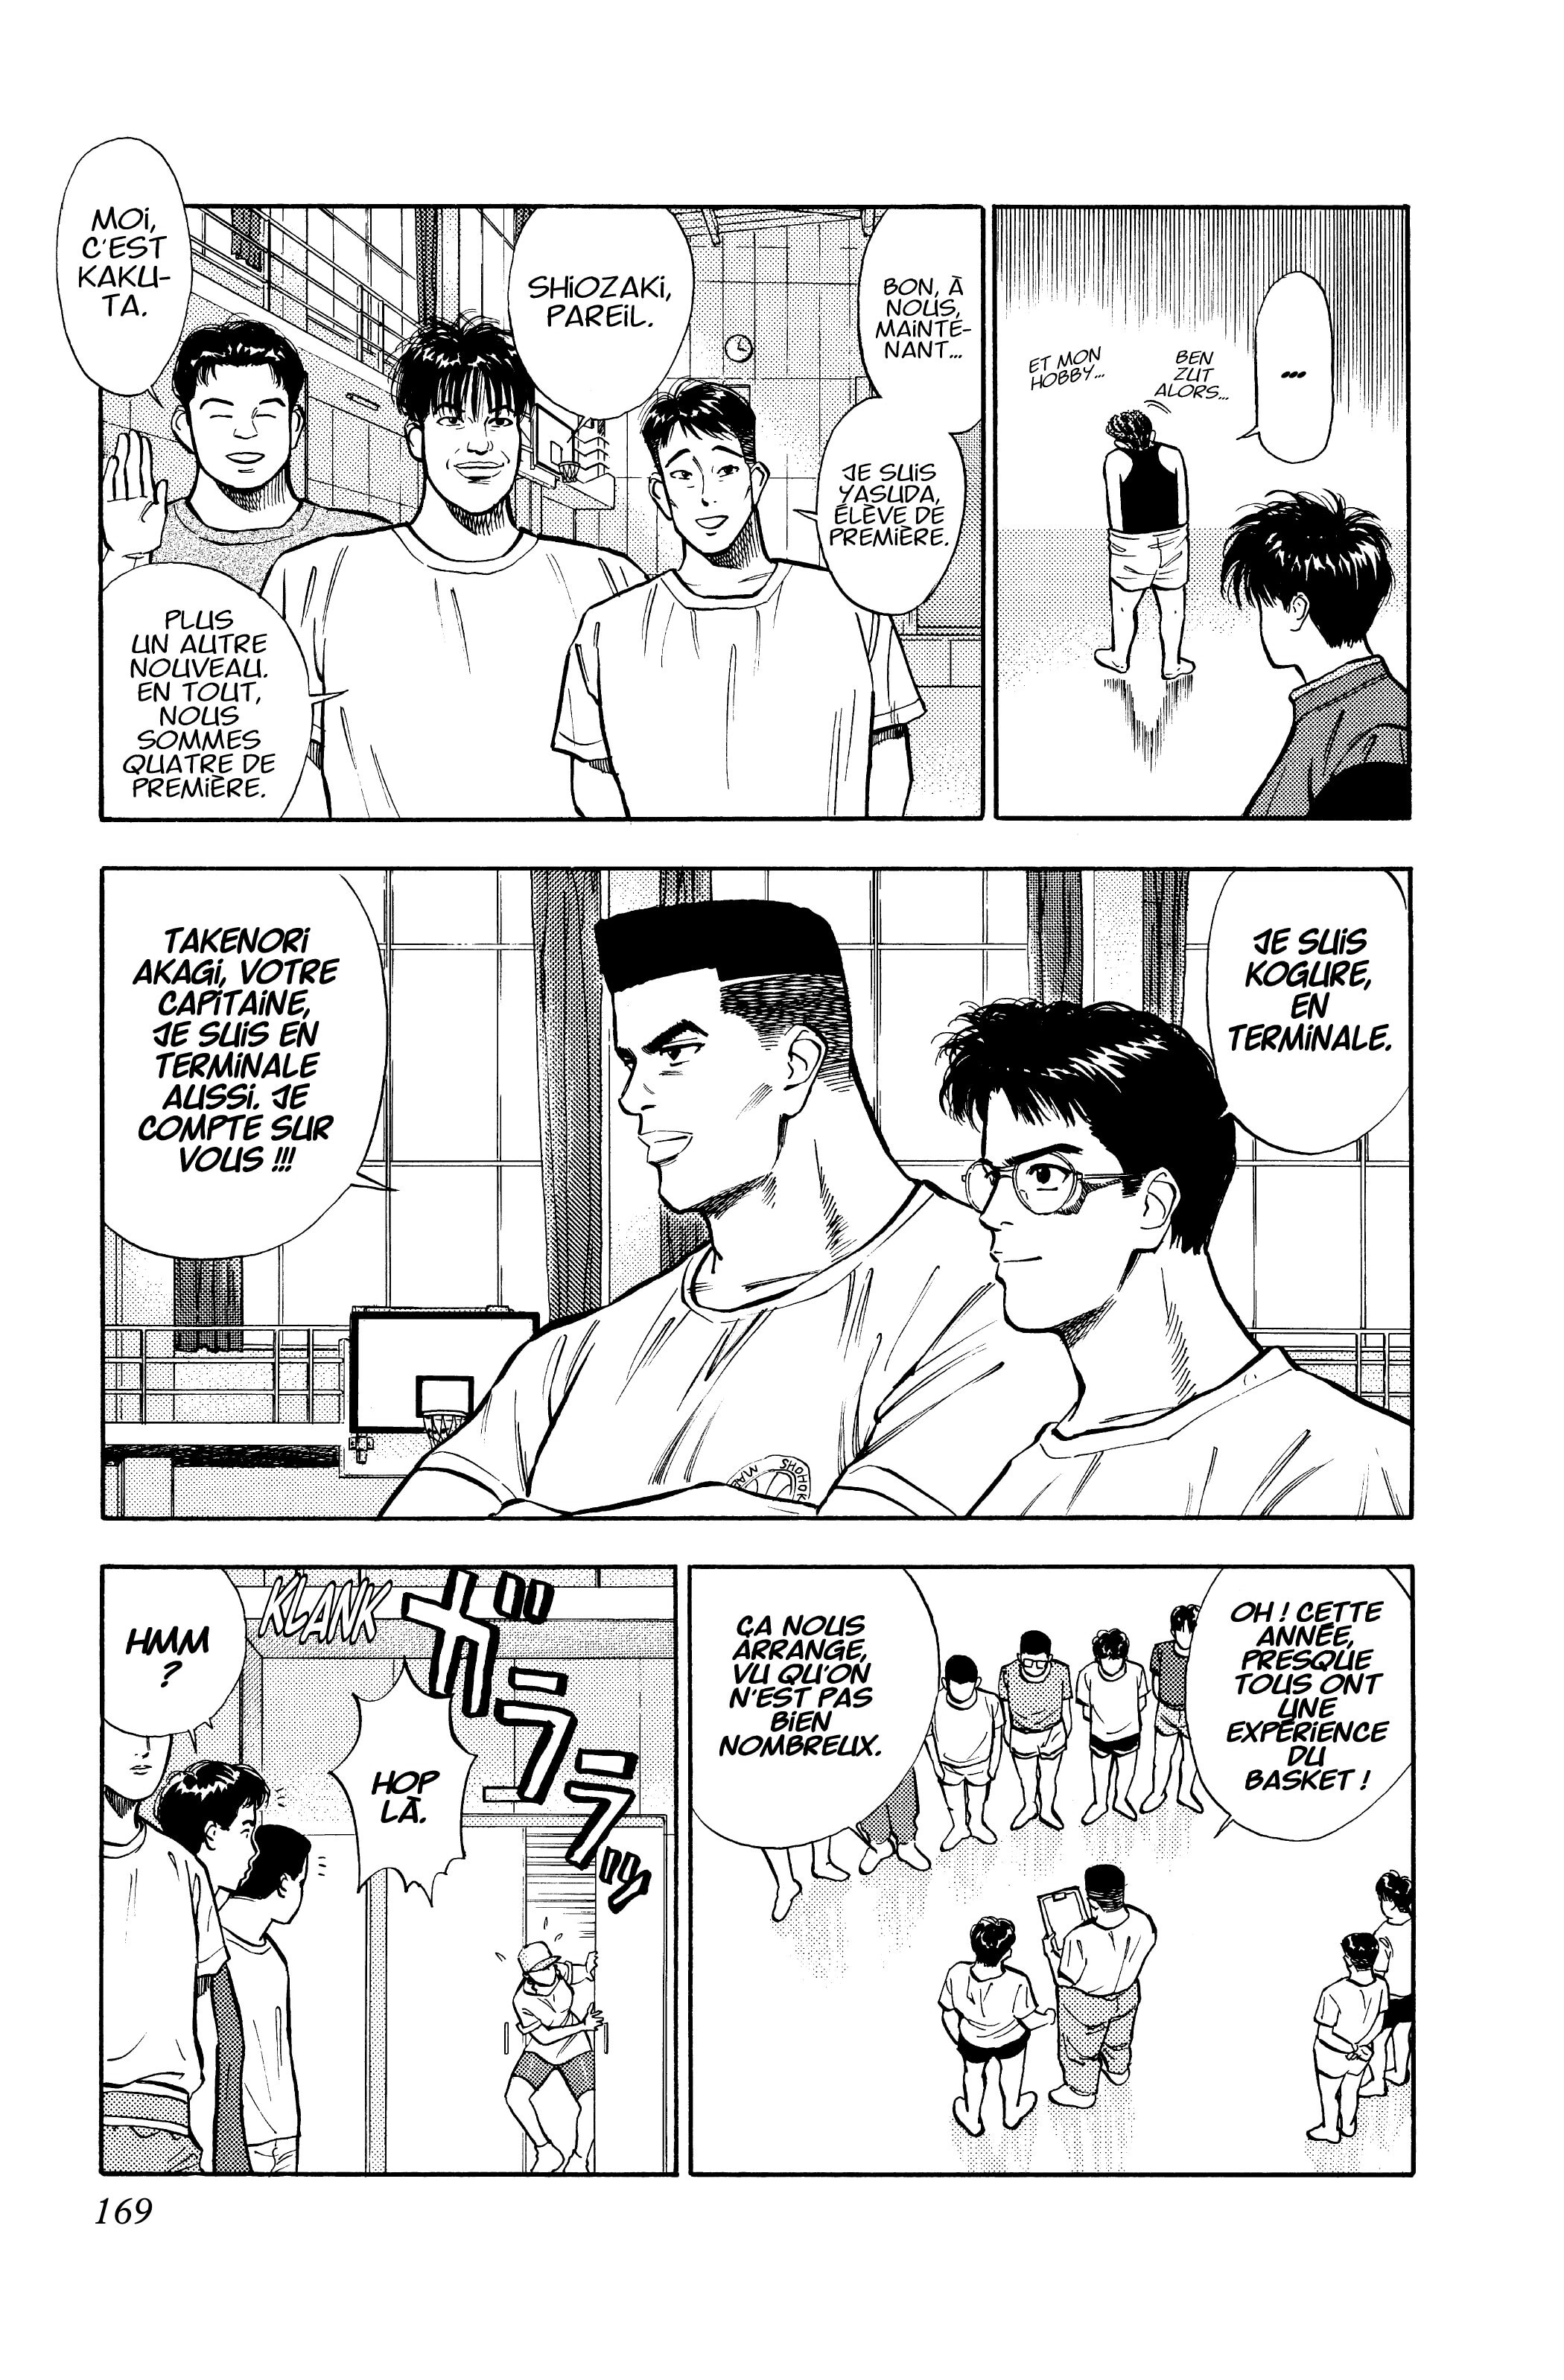 ...
BEN
ZUT
ALORS...
ET MON
HOBBY...
BON, À
NOUS,
MAINTE-
NANT...
JE SUIS
YASUDA,
ÉLÈVE DE
PREMIÈRE.
SHIOZAKI,
PAREIL.
MOI,
C'EST
KAKU-
TA.
PLUS
UN AUTRE
NOUVEAU.
EN TOUT,
NOUS
SOMMES
QUATRE DE
PREMIÈRE.
JE SUIS
KOGURE,
EN
TERMINALE.
TAKENORI
AKAGI, VOTRE
CAPITAINE,
JE SUIS EN
TERMINALE
AUSSI. JE
COMPTE SUR
VOUS !!!
SHOHOK
OH ! CETTE
ANNÉE,
PRESQUE
TOUS ONT
UNE
EXPÉRIENCE
DU
BASKET !
ÇA NOUS
ARRANGE,
VU QU'ON
N'EST PAS
BIEN
NOMBREUX.
ガラララッ
KLANK
HOP
LÀ.
HMM
?
169